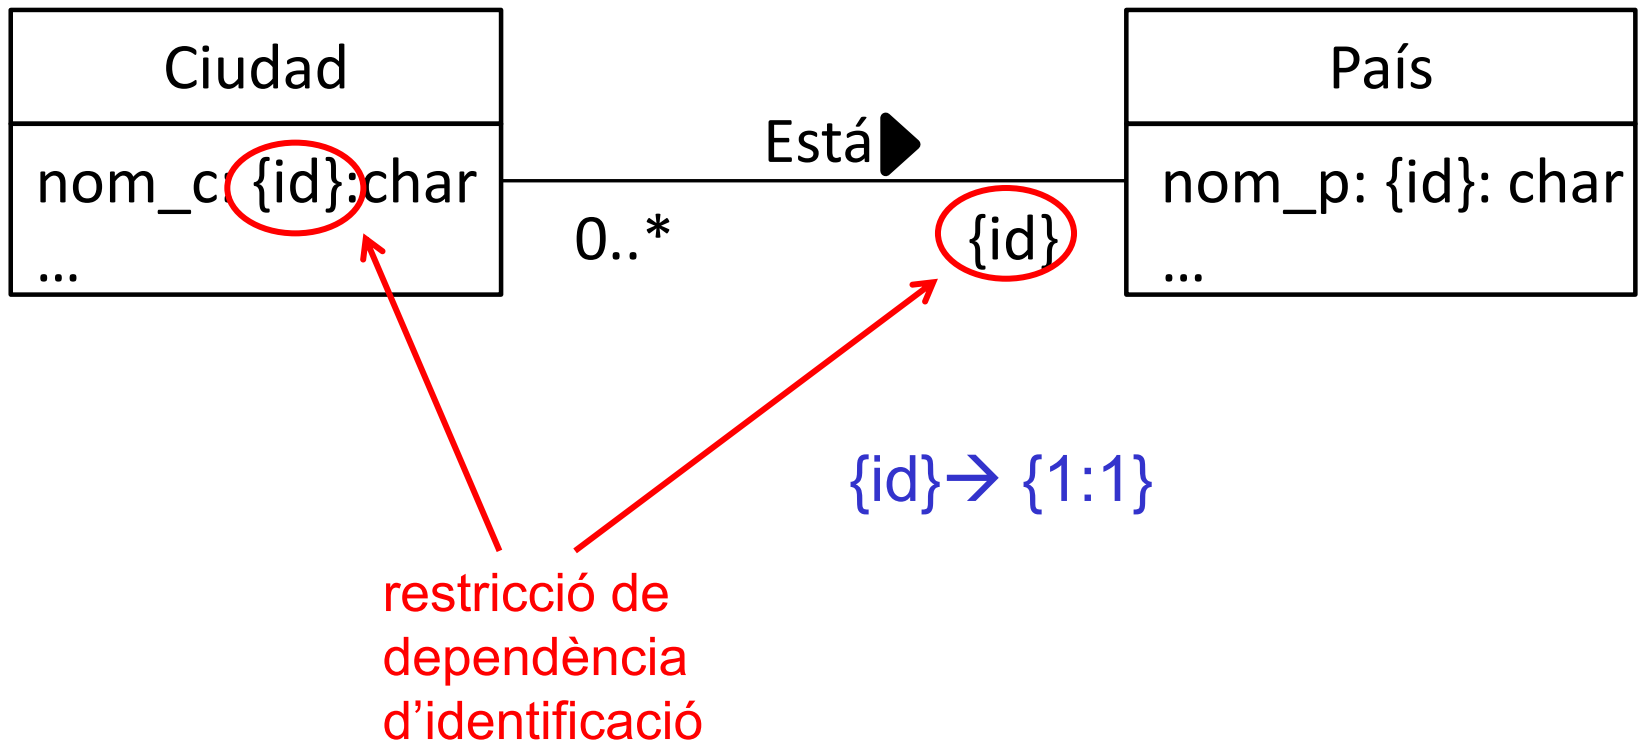 Ciudad
nom_c: {id}:char
...
Está
0..*
{id}
País
nom_p: {id}: char
...
{id}→ {1:1}
restricció de
dependència
d’identificació